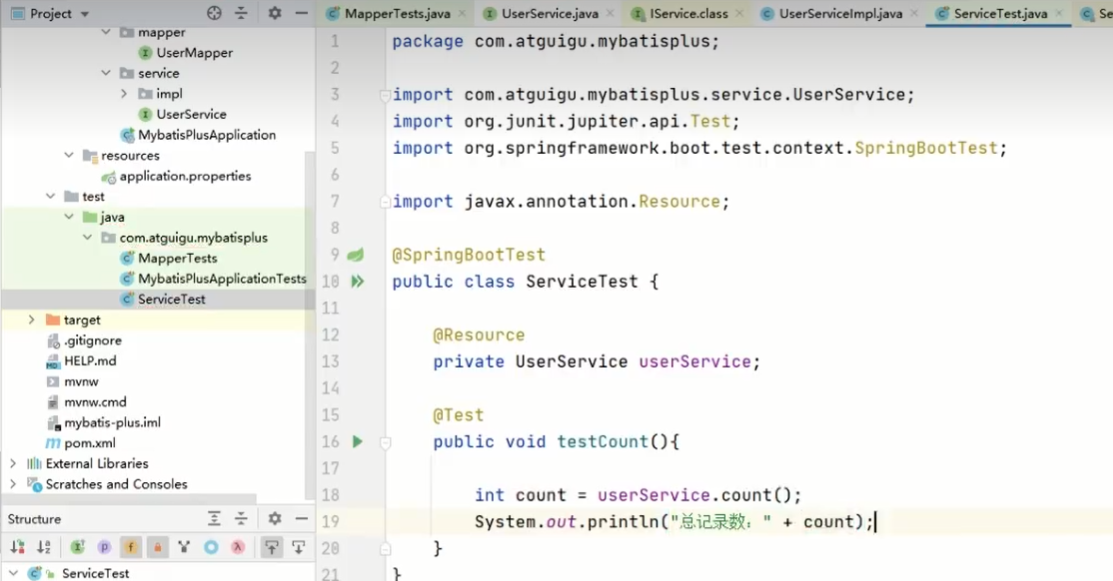 Project
MapperTests.java
UserService.java
IService.class
UserServiceImpl.java
ServiceTest.java
mapper
UserMapper
service
impl
UserService
MybatisPlusApplication
resources
application.properties
test
java
com.atguigu.mybatisplus
MapperTests
MybatisPlusApplicationTests
ServiceTest
target
.gitignore
HELP.md
mvnw
mvnw.cmd
mybatis-plus.iml
pom.xml
External Libraries
Scratches and Consoles
Structure
ServiceTest
1 package com.atguigu.mybatisplus;
2
3 import com.atguigu.mybatisplus.service.UserService;
4 import org.junit.jupiter.api.Test;
5 import org.springframework.boot.test.context.SpringBootTest;
6
7 import javax.annotation.Resource;
8
9 @SpringBootTest
10 public class ServiceTest {
11
12 @Resource
13 private UserService userService;
14
15 @Test
16 public void testCount(){
17
18 int count = userService.count();
19 System.out.println("总记录数：" + count);
20 }
21 }